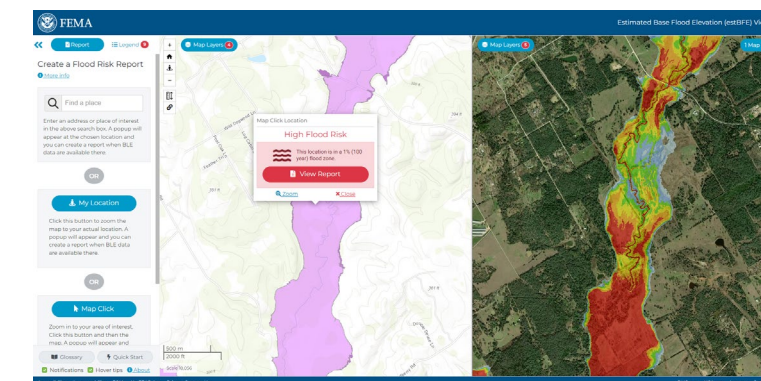 FEMA
Estimated Base Flood Elevation (estBFE) Vi
Report
Legend
Create a Flood Risk Report
More info
Find a place
Enter an address or place of interest
in the above search box. A popup will
appear at the chosen location and
you can create a report when BLE
data are available there.
OR
My Location
Click this button to zoom the
map to your actual location. A
popup will appear and you can
create a report when BLE data
are available there.
OR
Map Click
Zoom in to your area of interest.
Click this button and then the
map. A popup will appear and
Glossary
Quick Start
Notifications
Hover tips
About
Map Layers 4
Map Click Location
High Flood Risk
This location is in a 1% (100
year) flood zone.
View Report
Zoom
Close
500 m
2000 ft
Map Layers
1 Map